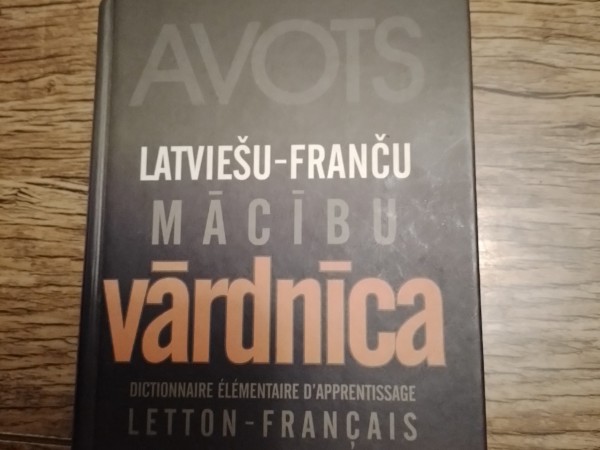 AVOTS
LATVIEŠU-FRANČU
MĀCĪBU
vārdnīca
DICTIONNAIRE ÉLÉMENTAIRE D'APPRENTISSAGE
LETTON-FRANÇAIS